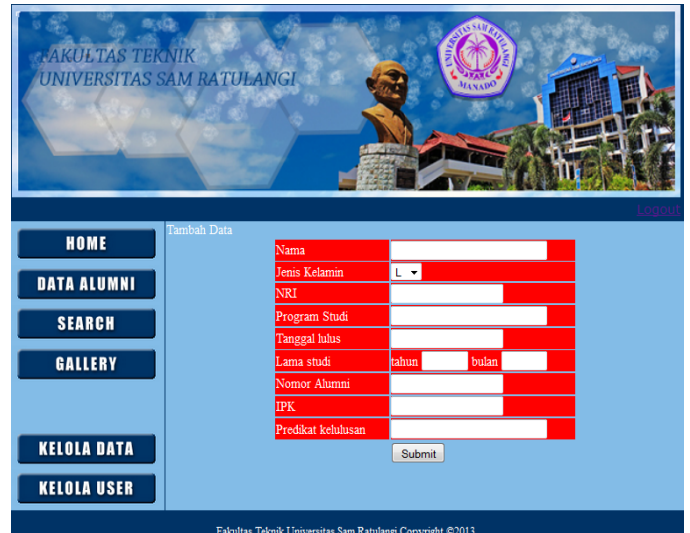 FAKULTAS TEKNIK
UNIVERSITAS SAM RATULANGI
UNIVERSITAS SAM RATULANGI
MANADO
Logout
HOME
DATA ALUMNI
SEARCH
GALLERY
KELOLA DATA
KELOLA USER
Tambah Data
Nama
Jenis Kelamin L
NRI
Program Studi
Tanggal lulus
Lama studi tahun bulan
Nomor Alumni
IPK
Predikat kelulusan
Submit
Fakultas Teknik Universitas Sam Ratulangi Copyright ©2013